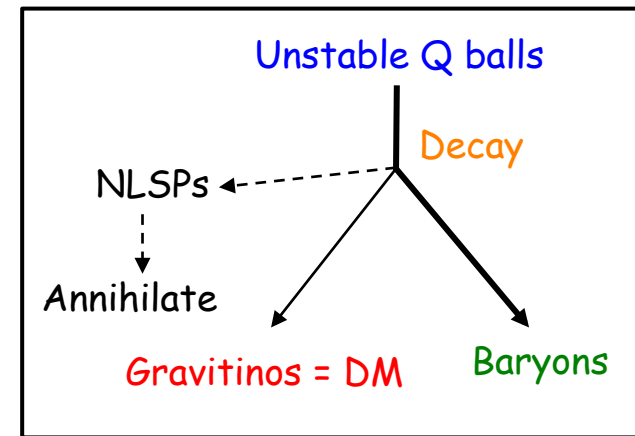 Unstable Q balls
Decay
NLSPs
Annihilate
Gravitinos = DM
Baryons